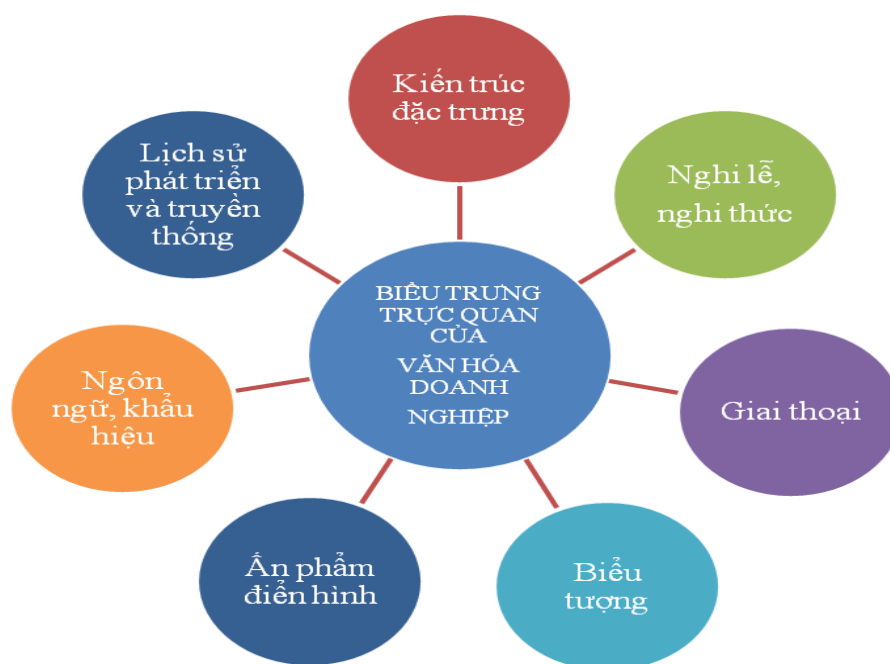 Kiến trúc
đặc trưng
Nghi lễ,
nghi thức
Giai thoại
Biểu
tượng
Ấn phẩm
điển hình
Ngôn
ngữ, khẩu
hiệu
Lịch sử
phát triển
và truyền
thống
BIỂU TRƯNG
TRỰC QUAN
CỦA
VĂN HÓA
DOANH
NGHIỆP